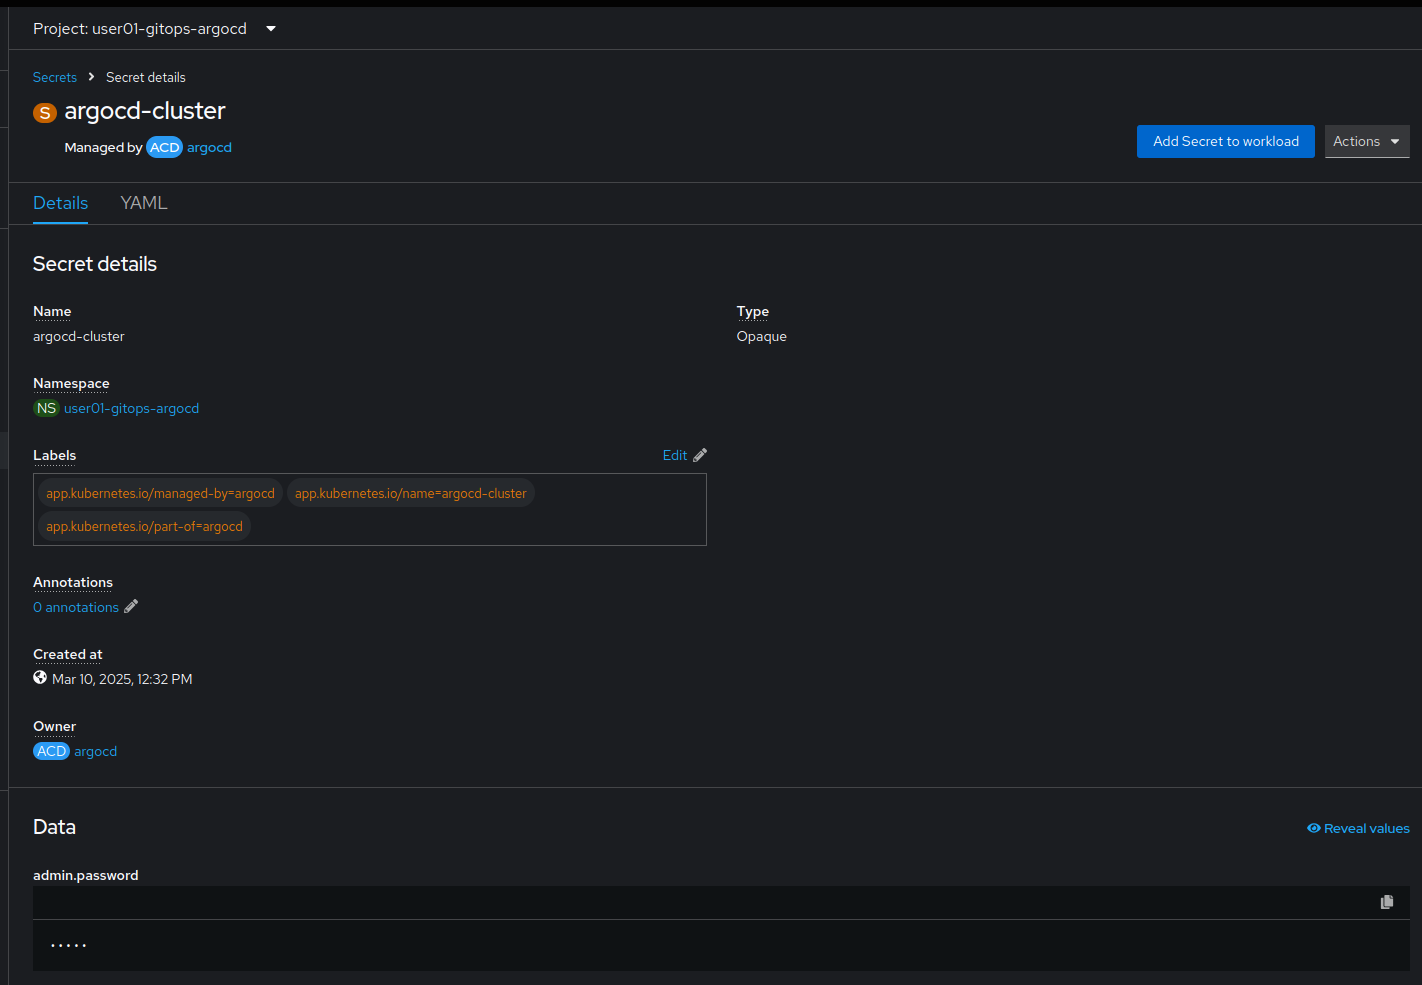 Project: user01-gitops-argocd
Secrets Secret details
S argocd-cluster
Managed by ACD argocd
Add Secret to workload Actions
Details YAML
Secret details
Name
argocd-cluster
Type
Opaque
Namespace
NS user01-gitops-argocd
Labels Edit
app.kubernetes.io/managed-by=argocd app.kubernetes.io/name=argocd-cluster
app.kubernetes.io/part-of=argocd
Annotations
0 annotations
Created at
Mar 10, 2025, 12:32 PM
Owner
ACD argocd
Data Reveal values
admin.password
.....